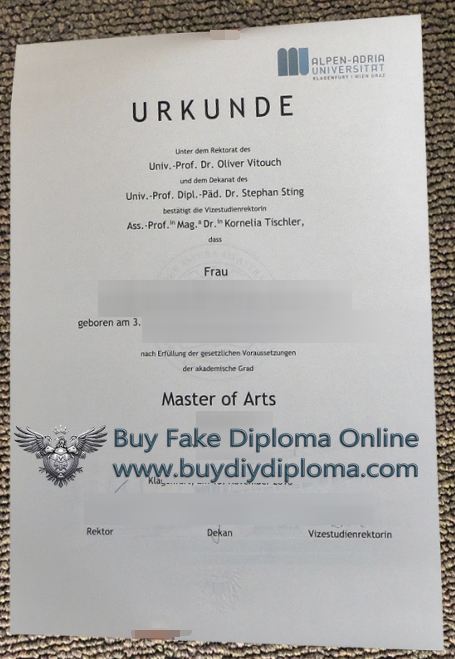 ALPEN-ADRIA
UNIVERSITÄT
KLAGENFURT | WIEN GRAZ
URKUNDE
Unter dem Rektorat des
Univ.-Prof. Dr. Oliver Vitouch
und dem Dekanat des
Univ.-Prof. Dipl.-Päd. Dr. Stephan Sting
bestätigt die Vizestudienrektorin
Ass.-Prof.in Mag.a Dr.in Kornelia Tischler,
dass
Frau
geboren am 3.
nach Erfüllung der gesetzlichen Voraussetzungen
der akademische Grad
Master of Arts
Buy Fake Diploma Online
www.buydiydiploma.com
Rektor Dekan Vizestudienrektorin